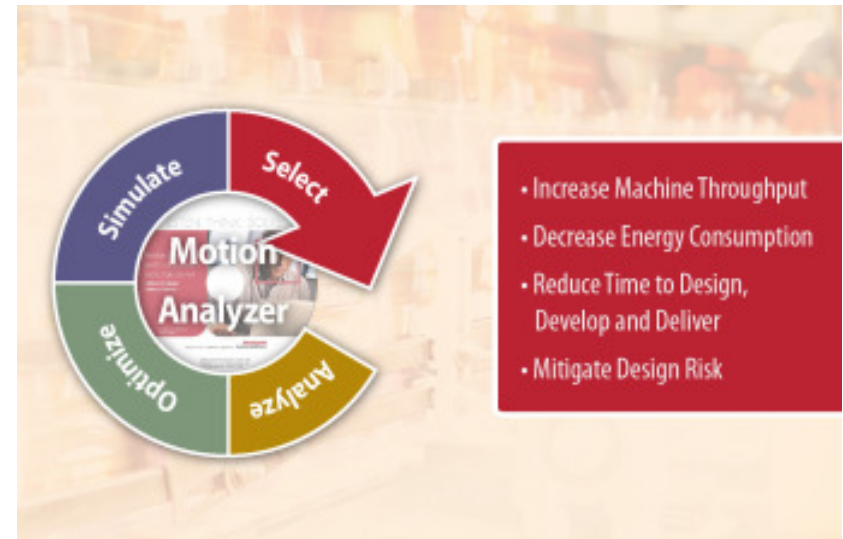 Simulate
Select
Motion
Analyzer
Optimize
Analyze
• Increase Machine Throughput
• Decrease Energy Consumption
• Reduce Time to Design,
Develop and Deliver
• Mitigate Design Risk